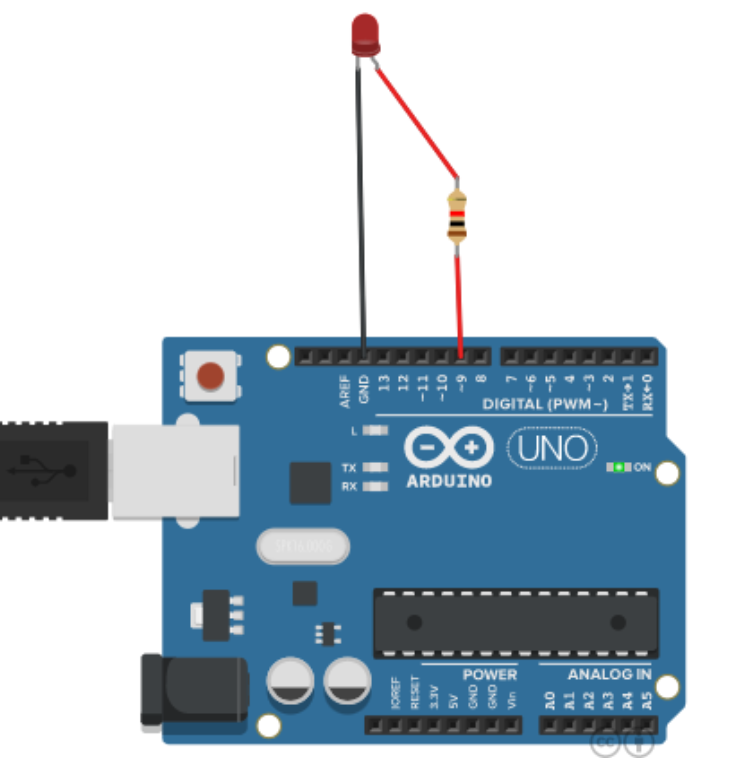 AREF
GND
13
12
~11
~10
~9
8
7
~6
~5
4
~3
2
TX→1
RX←0
DIGITAL (PWM~)
L
TX
RX
UNO
ARDUINO
ON
POWER
ANALOG IN
IOREF
RESET
3.3V
5V
GND
GND
Vin
A0
A1
A2
A3
A4
A5
cc